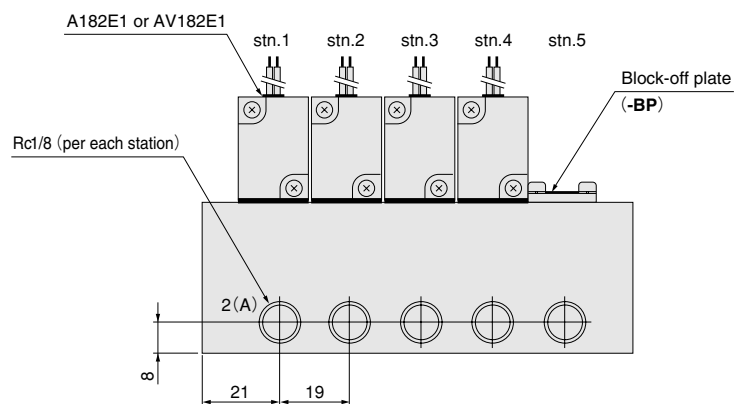 A182E1 or AV182E1
stn.1 stn.2 stn.3 stn.4 stn.5
Block-off plate
(-BP)
Rc1/8 (per each station)
2(A)
8
21 19